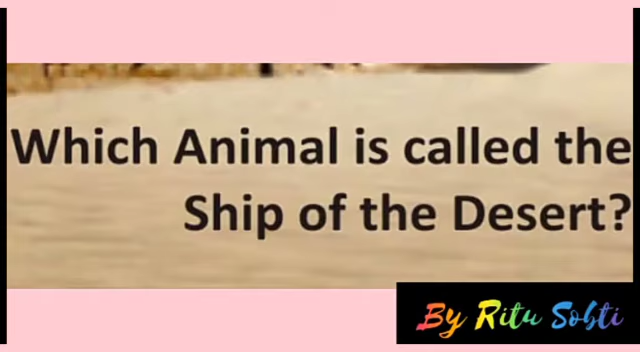 Which Animal is called the
Ship of the Desert?
By Ritu Sobti